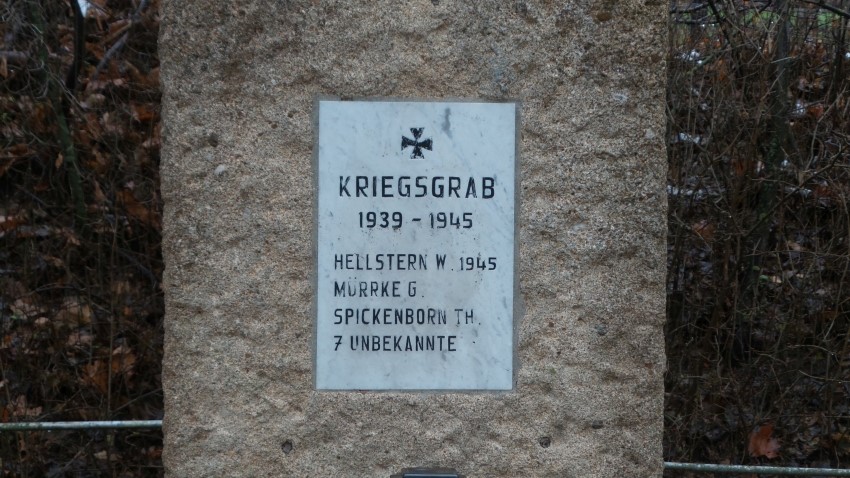 KRIEGSGRAB
1939 - 1945
HELLSTERN W. 1945
MÜRRKE G.
SPICKENBORN TH.
7 UNBEKANNTE